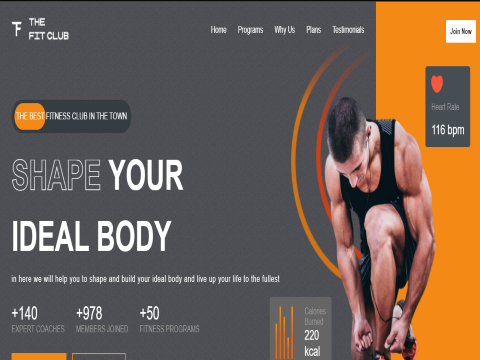 THE
FIT CLUB
Home Programs Why Us Plans Testimonials
Join Now
Heart Rate
116 bpm
THE BEST FITNESS CLUB IN THE TOWN
SHAPE YOUR
IDEAL BODY
in here we will help you to shape and build your ideal body and live up your life to the fullest
+140 +978 +50
EXPERT COACHES MEMBERS JOINED FITNESS PROGRAMS
Calories
Burned
220
kcal